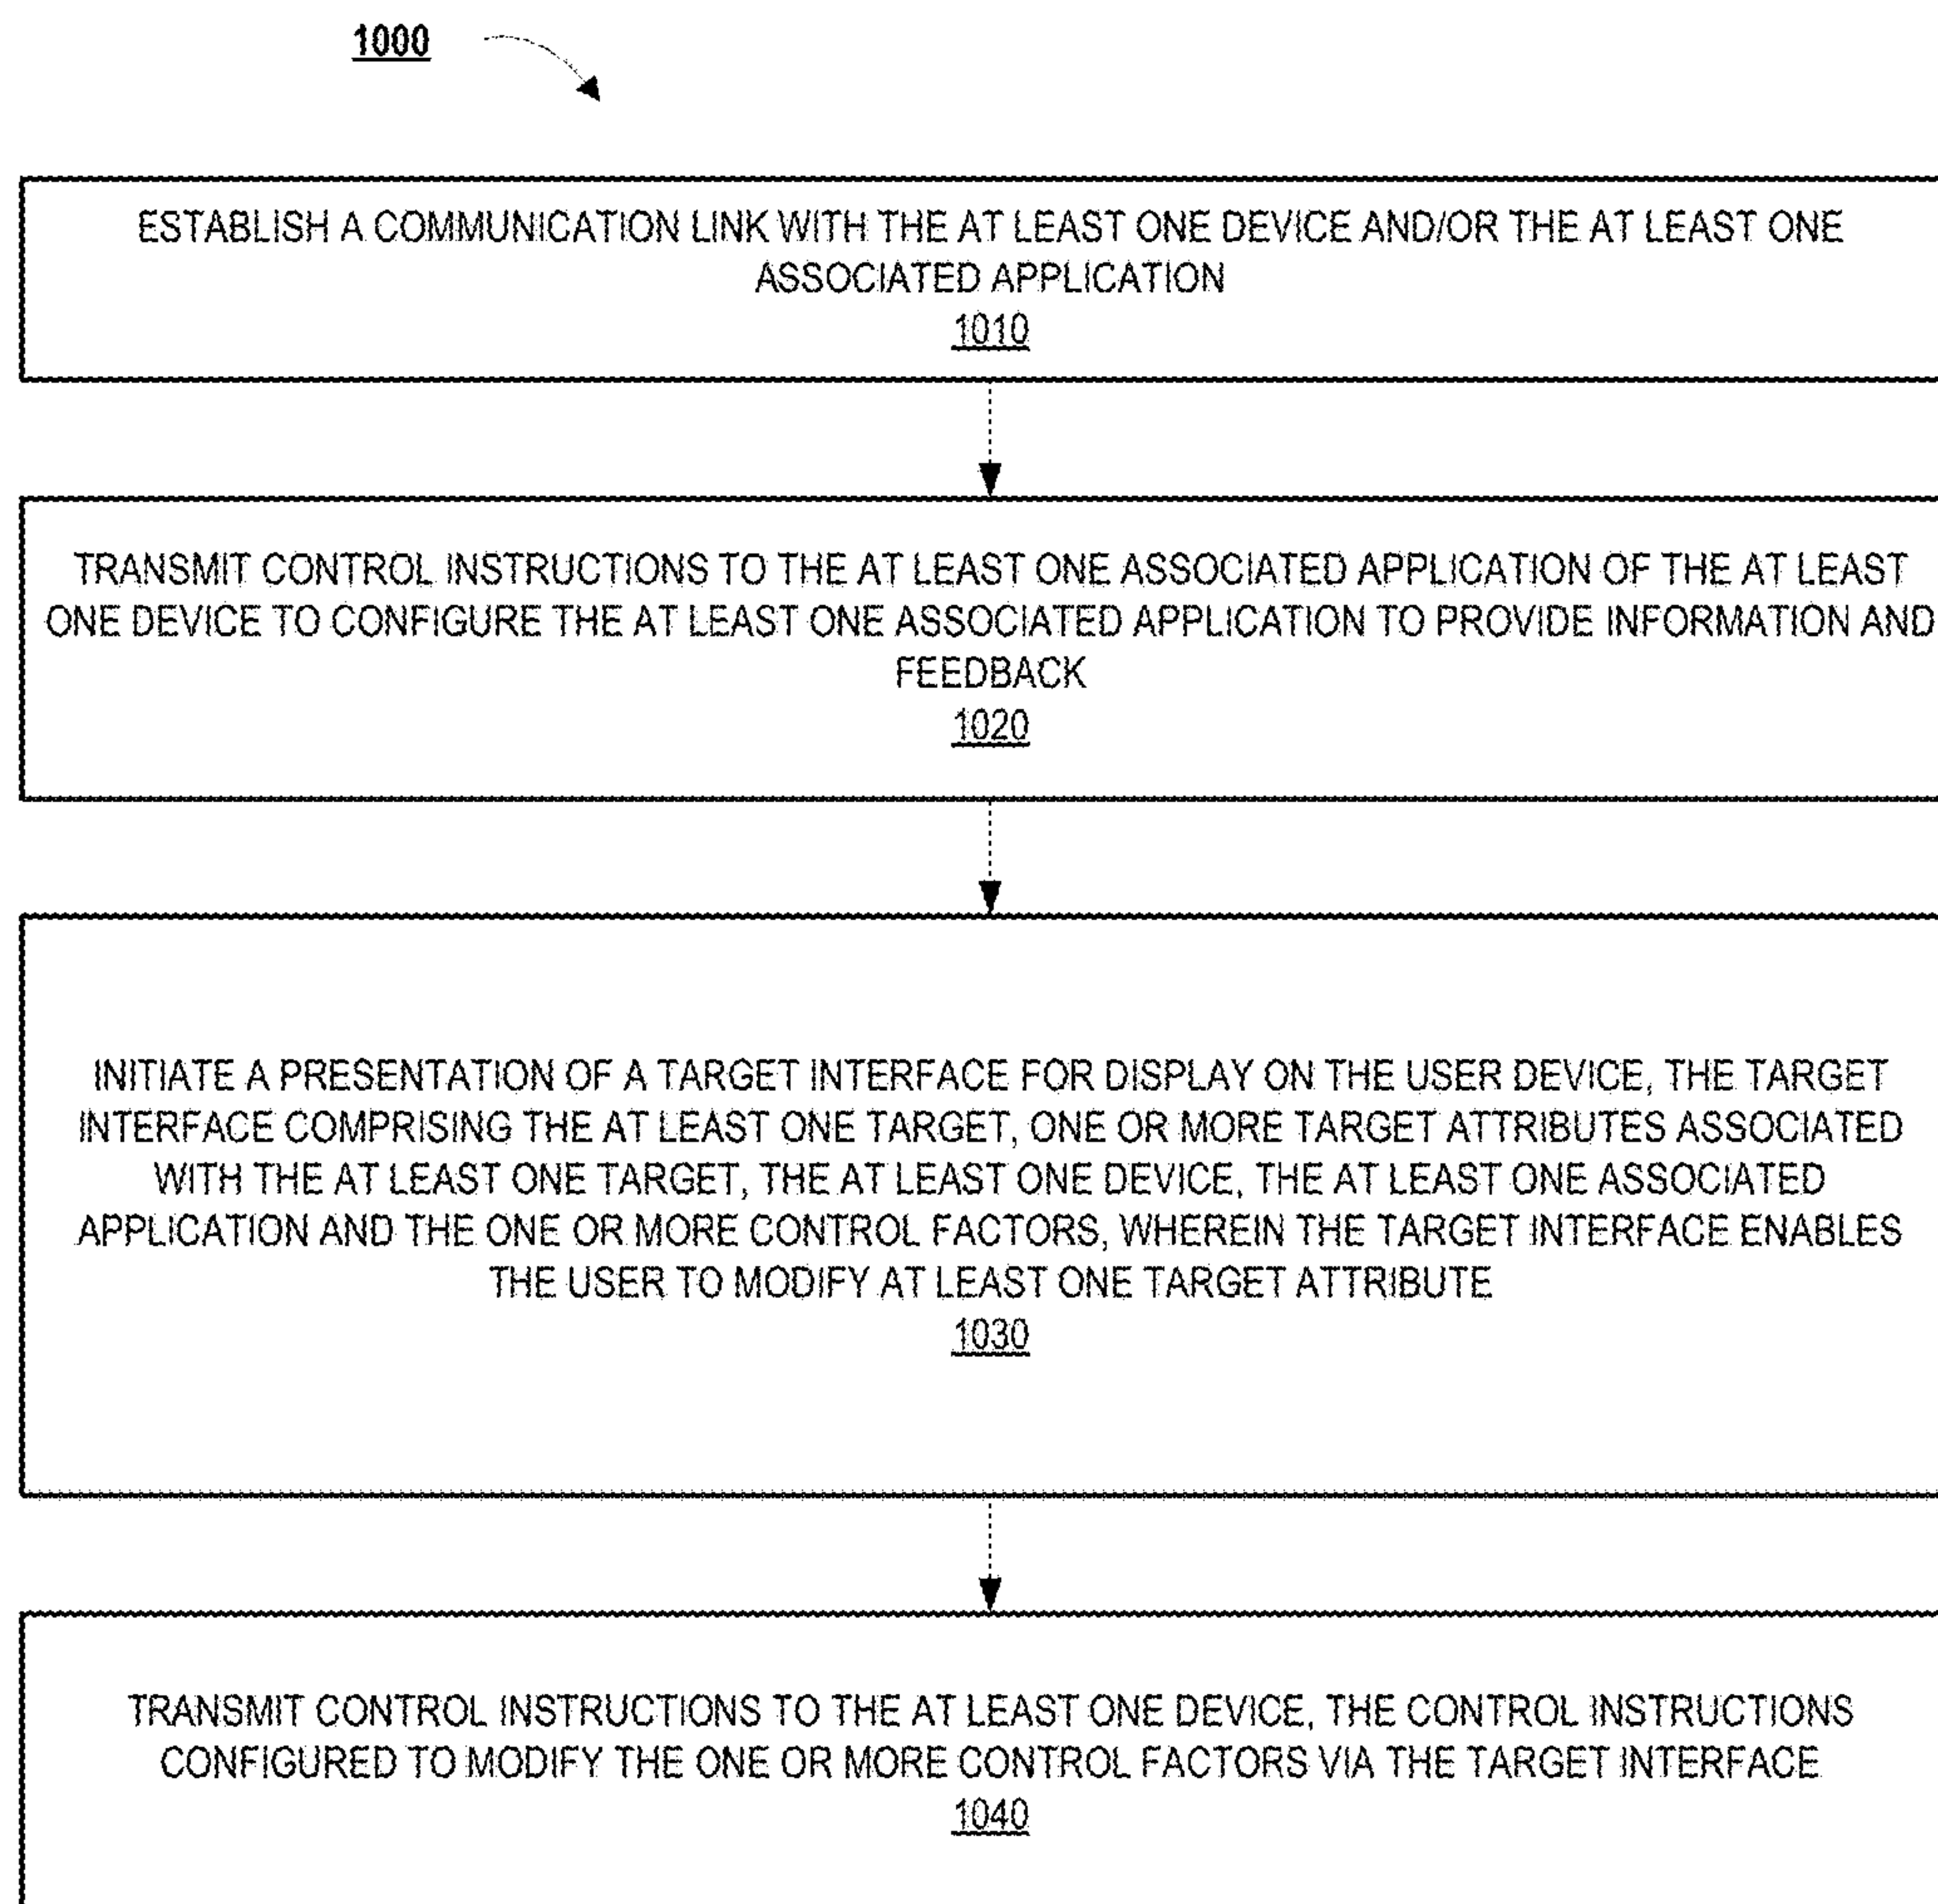 1000
ESTABLISH A COMMUNICATION LINK WITH THE AT LEAST ONE DEVICE AND/OR THE AT LEAST ONE
ASSOCIATED APPLICATION
1010
TRANSMIT CONTROL INSTRUCTIONS TO THE AT LEAST ONE ASSOCIATED APPLICATION OF THE AT LEAST
ONE DEVICE TO CONFIGURE THE AT LEAST ONE ASSOCIATED APPLICATION TO PROVIDE INFORMATION AND
FEEDBACK
1020
INITIATE A PRESENTATION OF A TARGET INTERFACE FOR DISPLAY ON THE USER DEVICE, THE TARGET
INTERFACE COMPRISING THE AT LEAST ONE TARGET, ONE OR MORE TARGET ATTRIBUTES ASSOCIATED
WITH THE AT LEAST ONE TARGET, THE AT LEAST ONE DEVICE, THE AT LEAST ONE ASSOCIATED
APPLICATION AND THE ONE OR MORE CONTROL FACTORS, WHEREIN THE TARGET INTERFACE ENABLES
THE USER TO MODIFY AT LEAST ONE TARGET ATTRIBUTE
1030
TRANSMIT CONTROL INSTRUCTIONS TO THE AT LEAST ONE DEVICE, THE CONTROL INSTRUCTIONS
CONFIGURED TO MODIFY THE ONE OR MORE CONTROL FACTORS VIA THE TARGET INTERFACE
1040